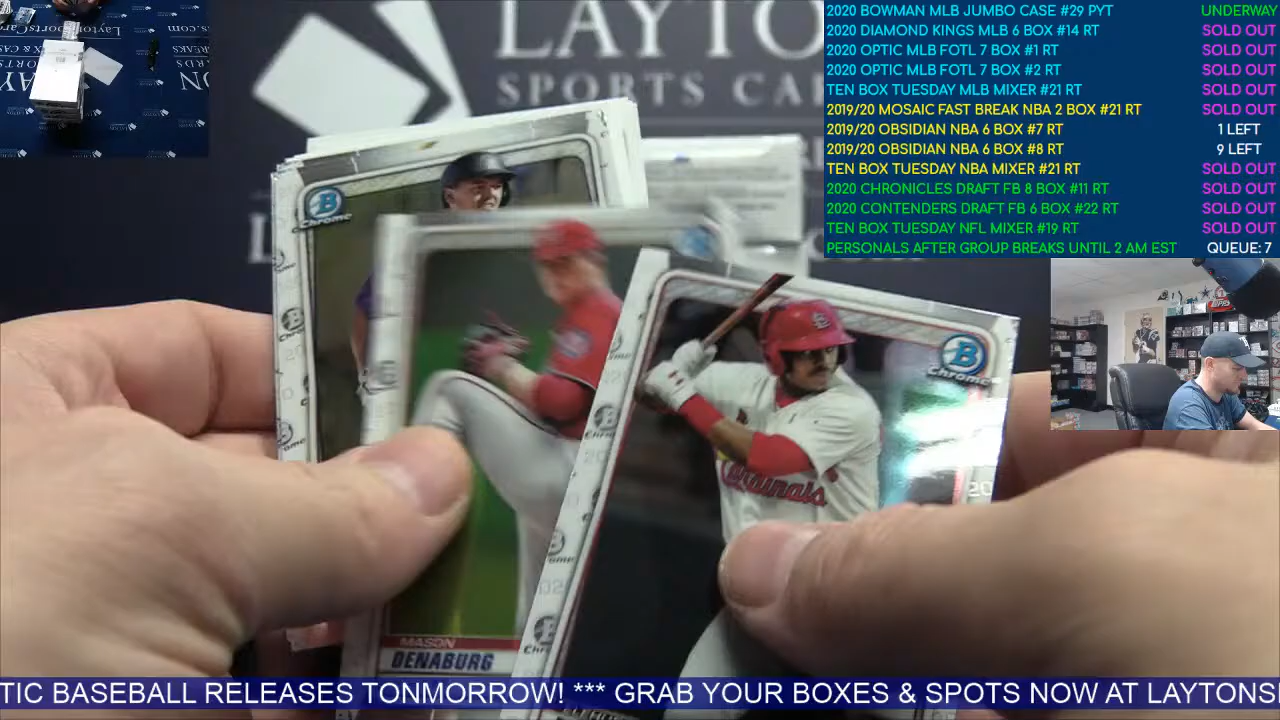 2020 BOWMAN MLB JUMBO CASE #29 PYT UNDERWAY
2020 DIAMOND KINGS MLB 6 BOX #14 RT SOLD OUT
2020 OPTIC MLB FOTL 7 BOX #1 RT SOLD OUT
2020 OPTIC MLB FOTL 7 BOX #2 RT SOLD OUT
TEN BOX TUESDAY MLB MIXER #21 RT SOLD OUT
2019/20 MOSAIC FAST BREAK NBA 2 BOX #21 RT SOLD OUT
2019/20 OBSIDIAN NBA 6 BOX #7 RT 1 LEFT
2019/20 OBSIDIAN NBA 6 BOX #8 RT 9 LEFT
TEN BOX TUESDAY NBA MIXER #21 RT SOLD OUT
2020 CHRONICLES DRAFT FB 8 BOX #11 RT SOLD OUT
2020 CONTENDERS DRAFT FB 6 BOX #22 RT SOLD OUT
TEN BOX TUESDAY NFL MIXER #19 RT SOLD OUT
PERSONALS AFTER GROUP BREAKS UNTIL 2 AM EST QUEUE: 7
LAYTO
SPORTS CA
B
Chrome
B
Chrome
Cardinals
20
MASON
DENABURG
TIC BASEBALL RELEASES TONMORROW! *** GRAB YOUR BOXES & SPOTS NOW AT LAYTONS